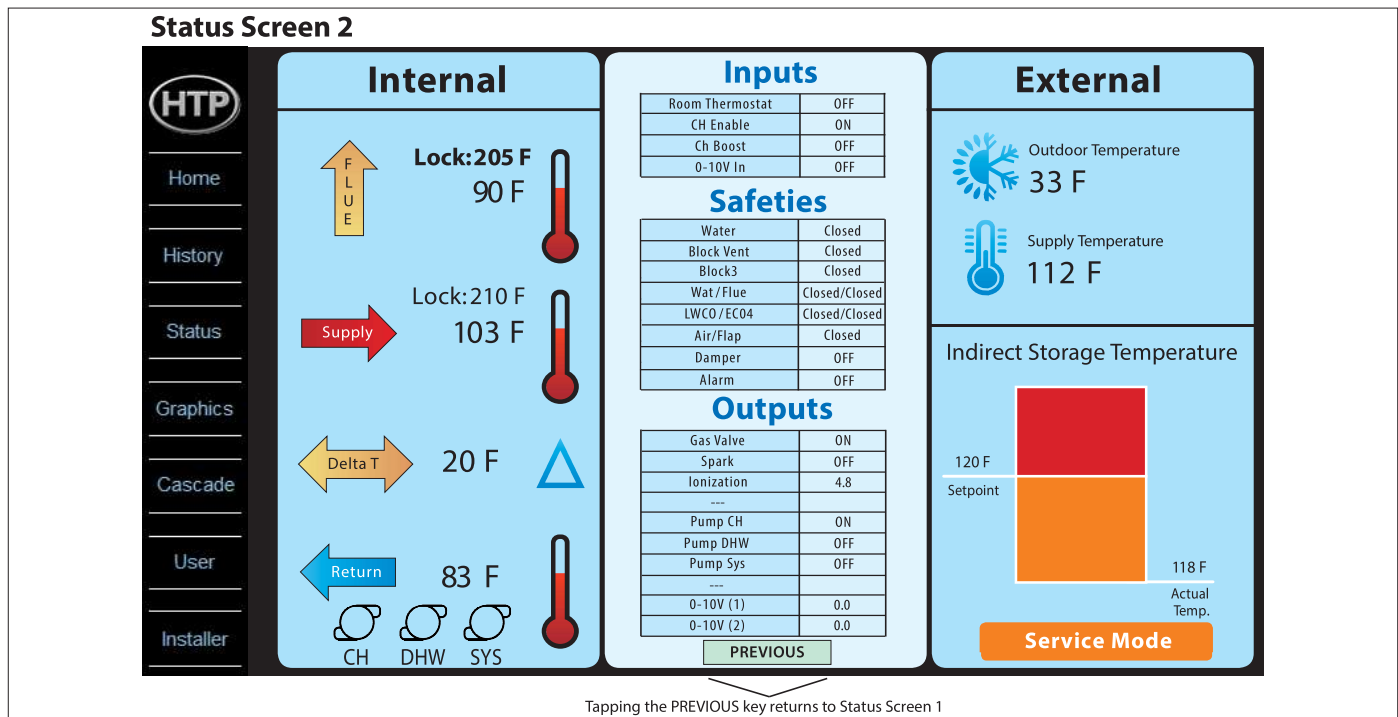 Status Screen 2
HTP
Home
History
Status
Graphics
Cascade
User
Installer
Internal
FLUE
Lock:205 F
90 F
Lock:210 F
Supply
103 F
Delta T
20 F
Return
83 F
CH DHW SYS
Inputs
Room Thermostat OFF
CH Enable ON
Ch Boost OFF
0-10V In OFF
Safeties
Water Closed
Block Vent Closed
Block3 Closed
Wat/Flue Closed/Closed
LWCO/ECO4 Closed/Closed
Air/Flap Closed
Damper OFF
Alarm OFF
Outputs
Gas Valve ON
Spark OFF
Ionization 4.8
---
Pump CH ON
Pump DHW OFF
Pump Sys OFF
---
0-10V (1) 0.0
0-10V (2) 0.0
PREVIOUS
External
Outdoor Temperature
33 F
Supply Temperature
112 F
Indirect Storage Temperature
120 F
Setpoint
118 F
Actual
Temp.
Service Mode
Tapping the PREVIOUS key returns to Status Screen 1